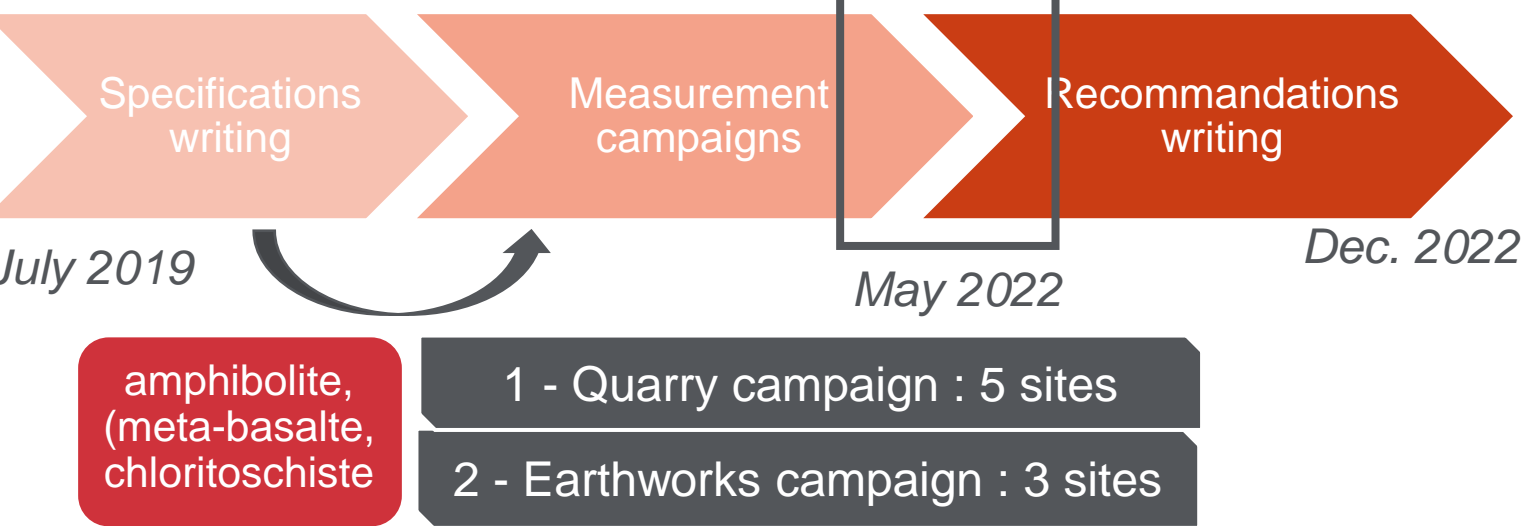 Specifications
writing
Measurement
campaigns
Recommandations
writing
July 2019
May 2022
Dec. 2022
amphibolite,
(meta-basalte,
chloritoschiste
1 - Quarry campaign : 5 sites
2 - Earthworks campaign : 3 sites